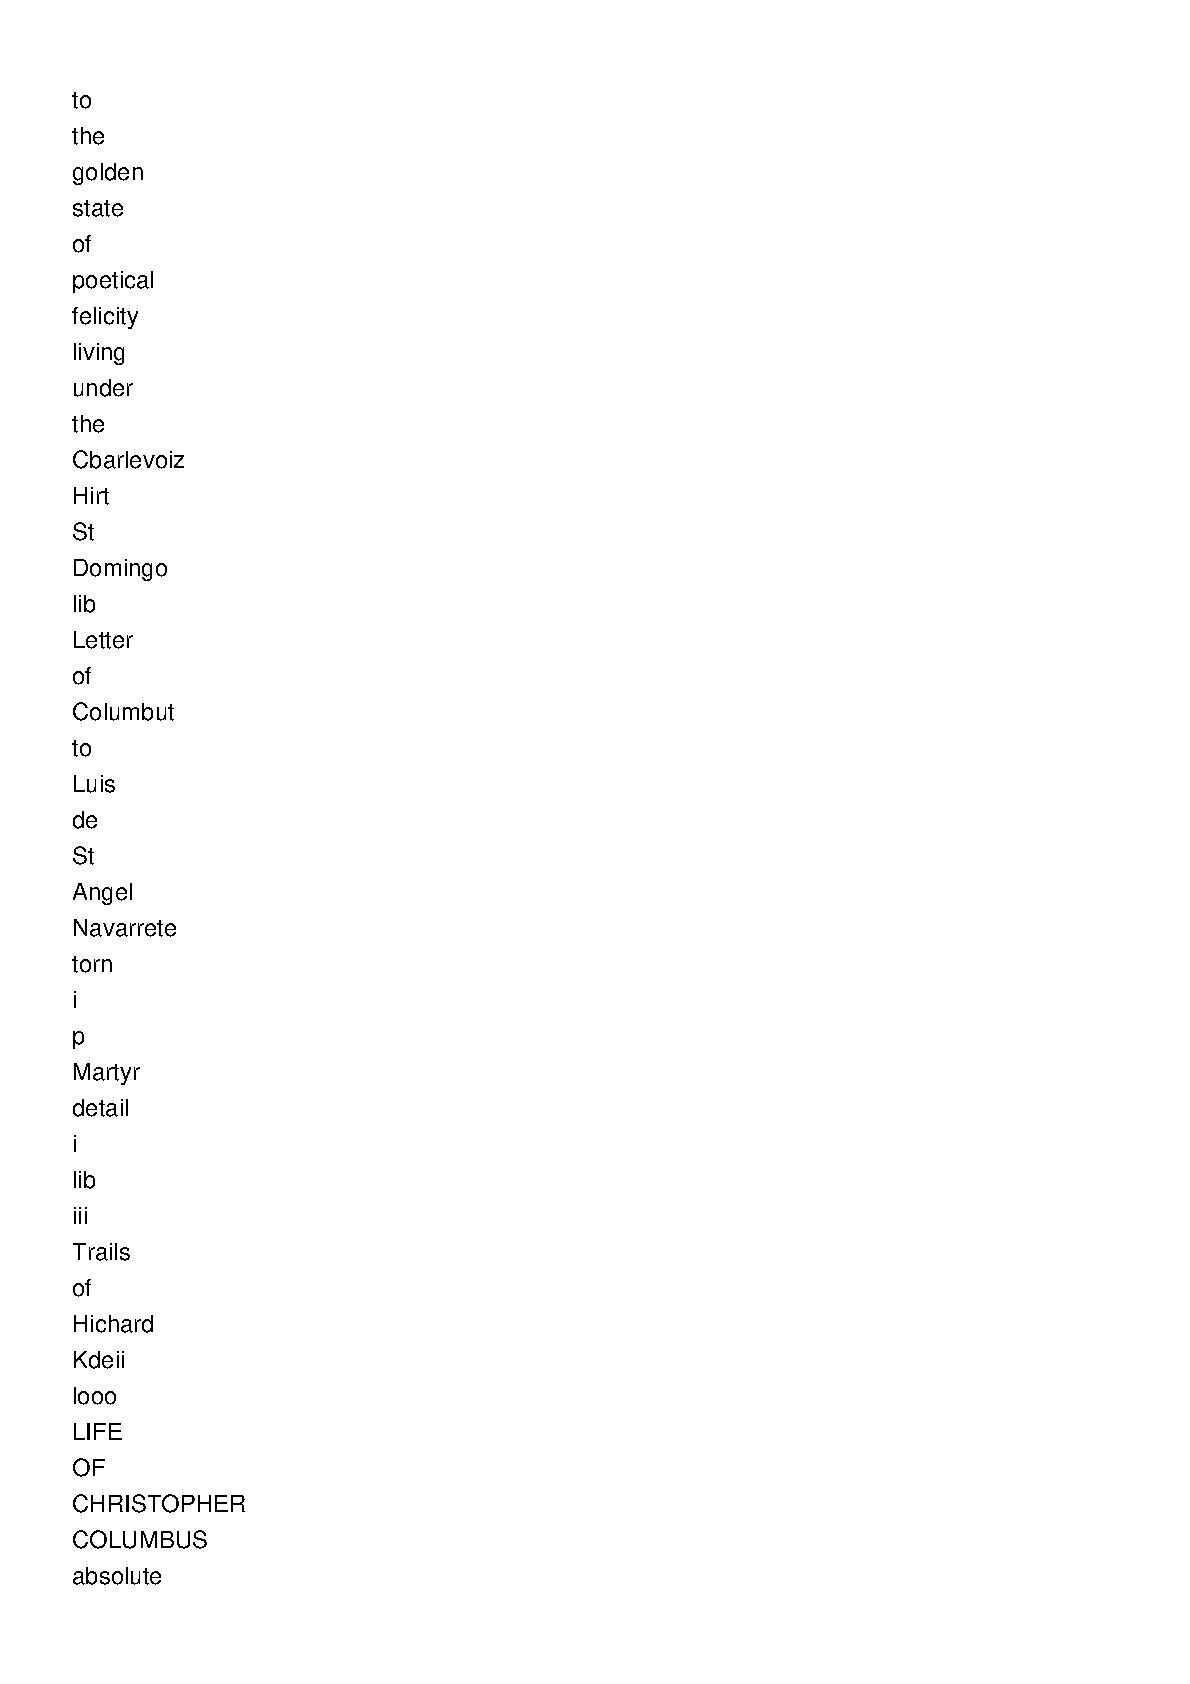 to
the
golden
state
of
poetical
felicity
living
under
the
Cbarlevoiz
Hirt
St
Domingo
lib
Letter
of
Columbut
to
Luis
de
St
Angel
Navarrete
torn
i
p
Martyr
detail
i
lib
iii
Trails
of
Hichard
Kdeii
looo
LIFE
OF
CHRISTOPHER
COLUMBUS
absolute